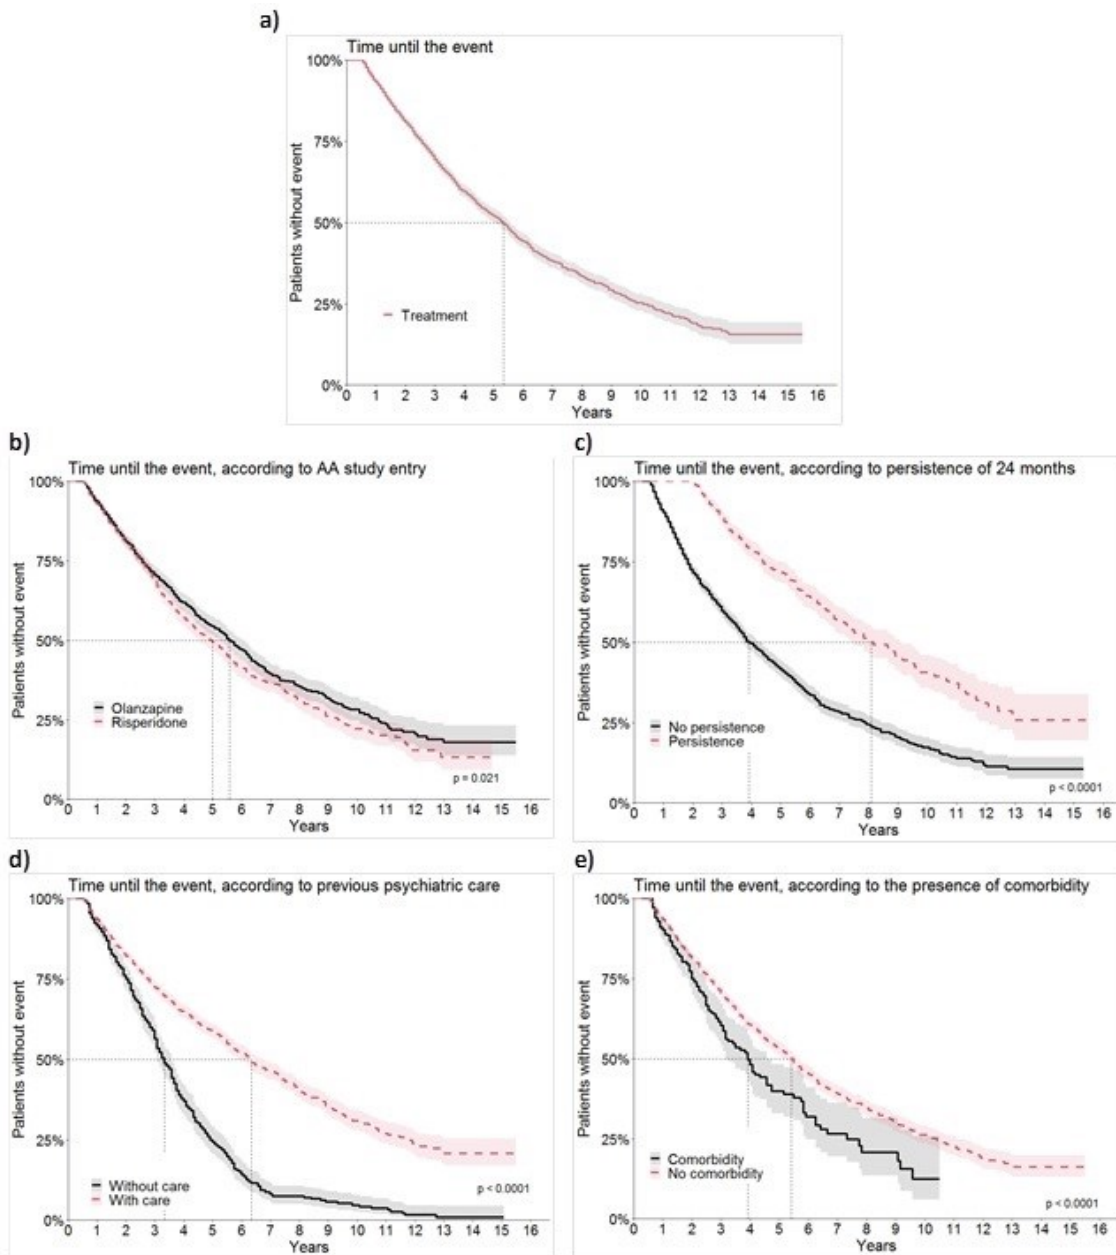 a)
Time until the event
100%
75%
50%
25%
0%
Patients without event
Treatment
0 1 2 3 4 5 6 7 8 9 10 11 12 13 14 15 16
Years
b)
Time until the event, according to AA study entry
100%
75%
50%
25%
0%
Patients without event
Olanzapine
Risperidone
p = 0.021
0 1 2 3 4 5 6 7 8 9 10 11 12 13 14 15 16
Years
c)
Time until the event, according to persistence of 24 months
100%
75%
50%
25%
0%
Patients without event
No persistence
Persistence
p < 0.0001
0 1 2 3 4 5 6 7 8 9 10 11 12 13 14 15 16
Years
d)
Time until the event, according to previous psychiatric care
100%
75%
50%
25%
0%
Patients without event
Without care
With care
p < 0.0001
0 1 2 3 4 5 6 7 8 9 10 11 12 13 14 15 16
Years
e)
Time until the event, according to the presence of comorbidity
100%
75%
50%
25%
0%
Patients without event
Comorbidity
No comorbidity
p < 0.0001
0 1 2 3 4 5 6 7 8 9 10 11 12 13 14 15 16
Years